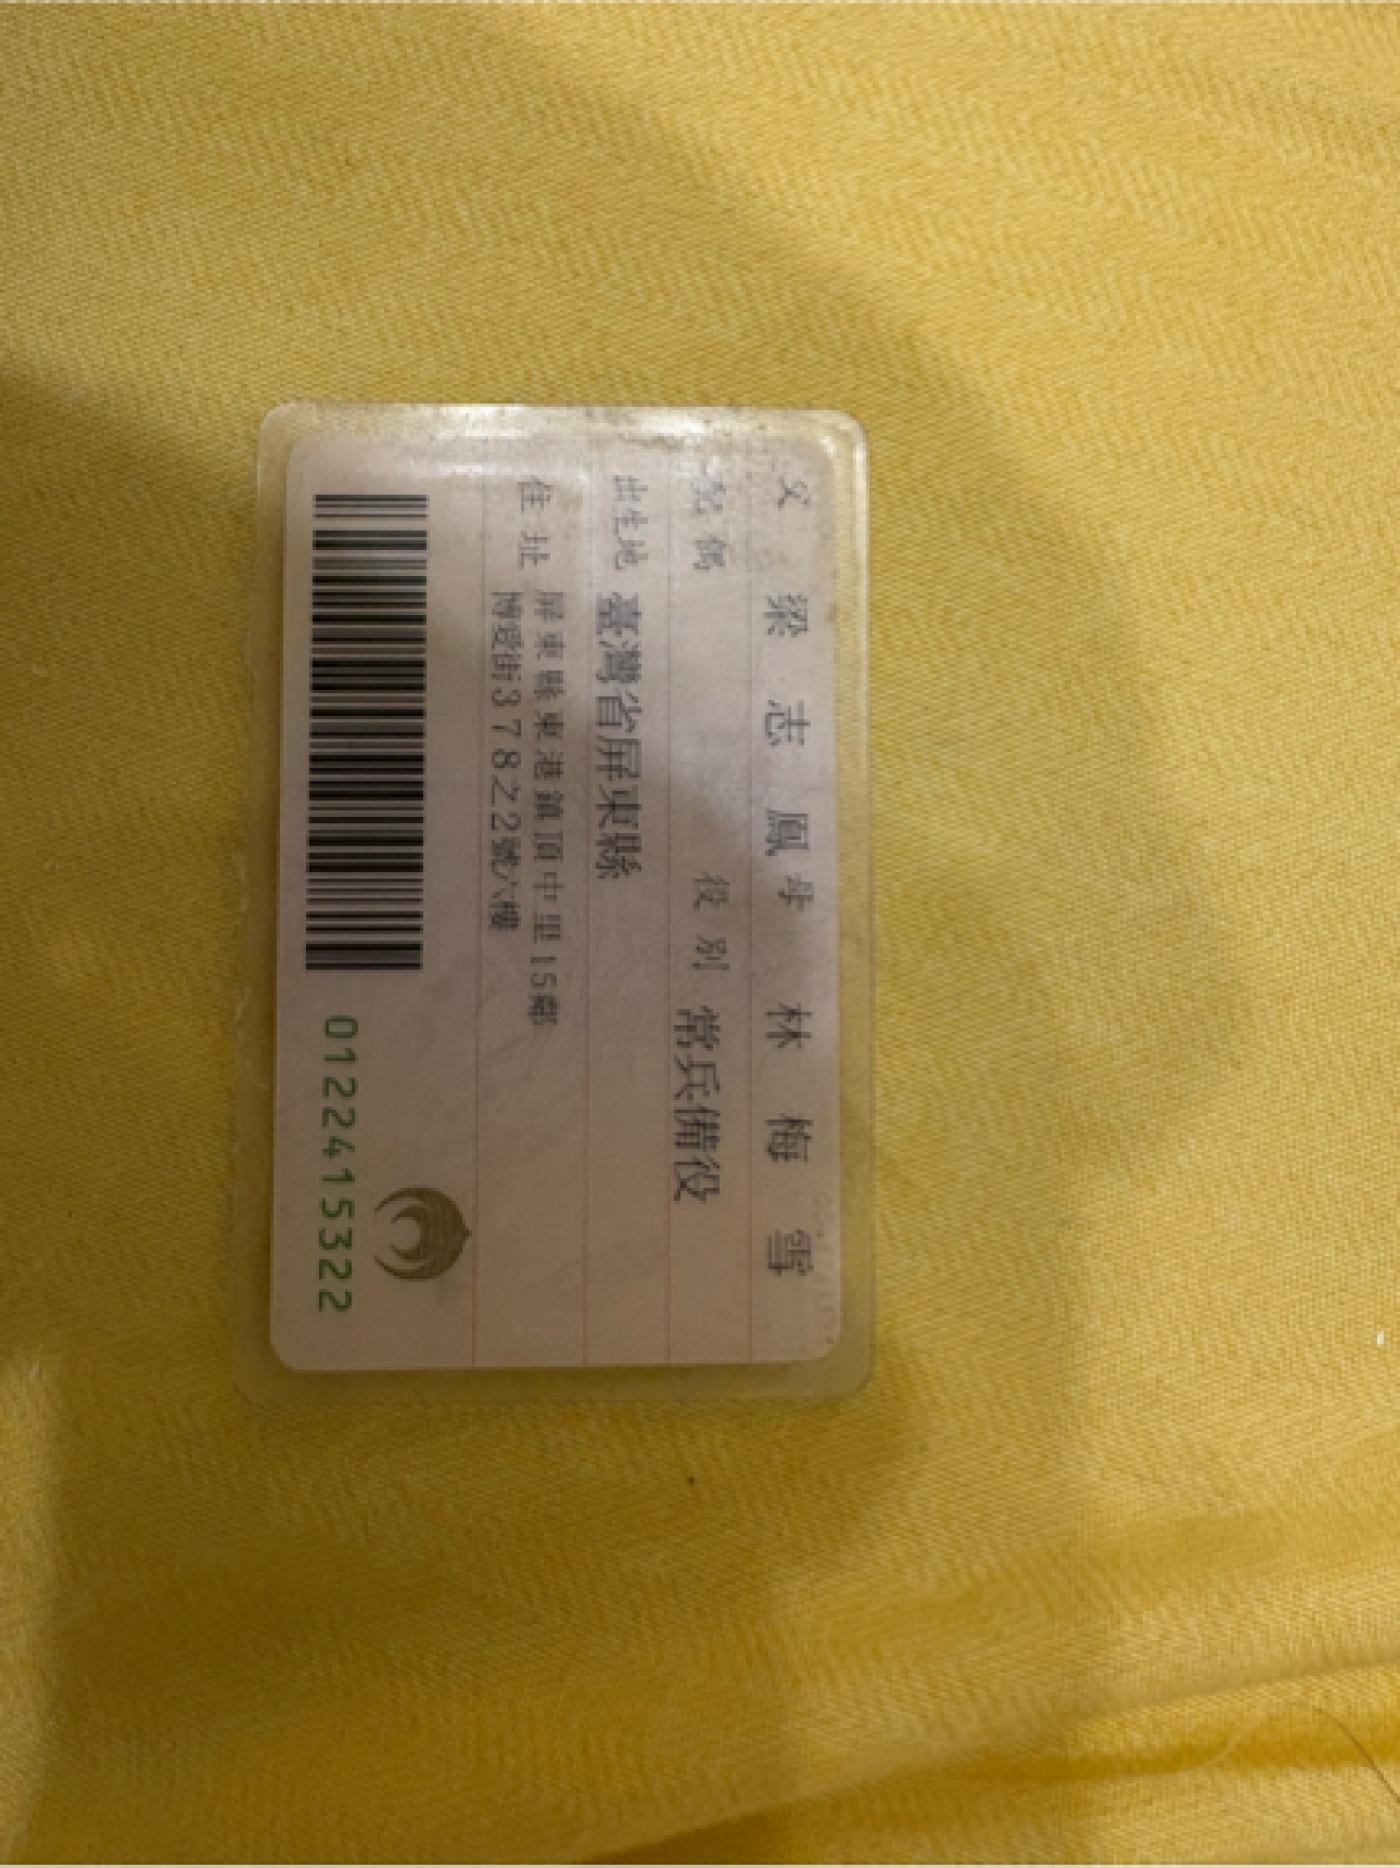 父 梁志鳳 母 林梅雪
配偶 役別 常兵備役
出生地 臺灣省屏東縣
住址 屏東縣東港鎮頂中里15鄰
博愛街378之22號六樓
0122415322